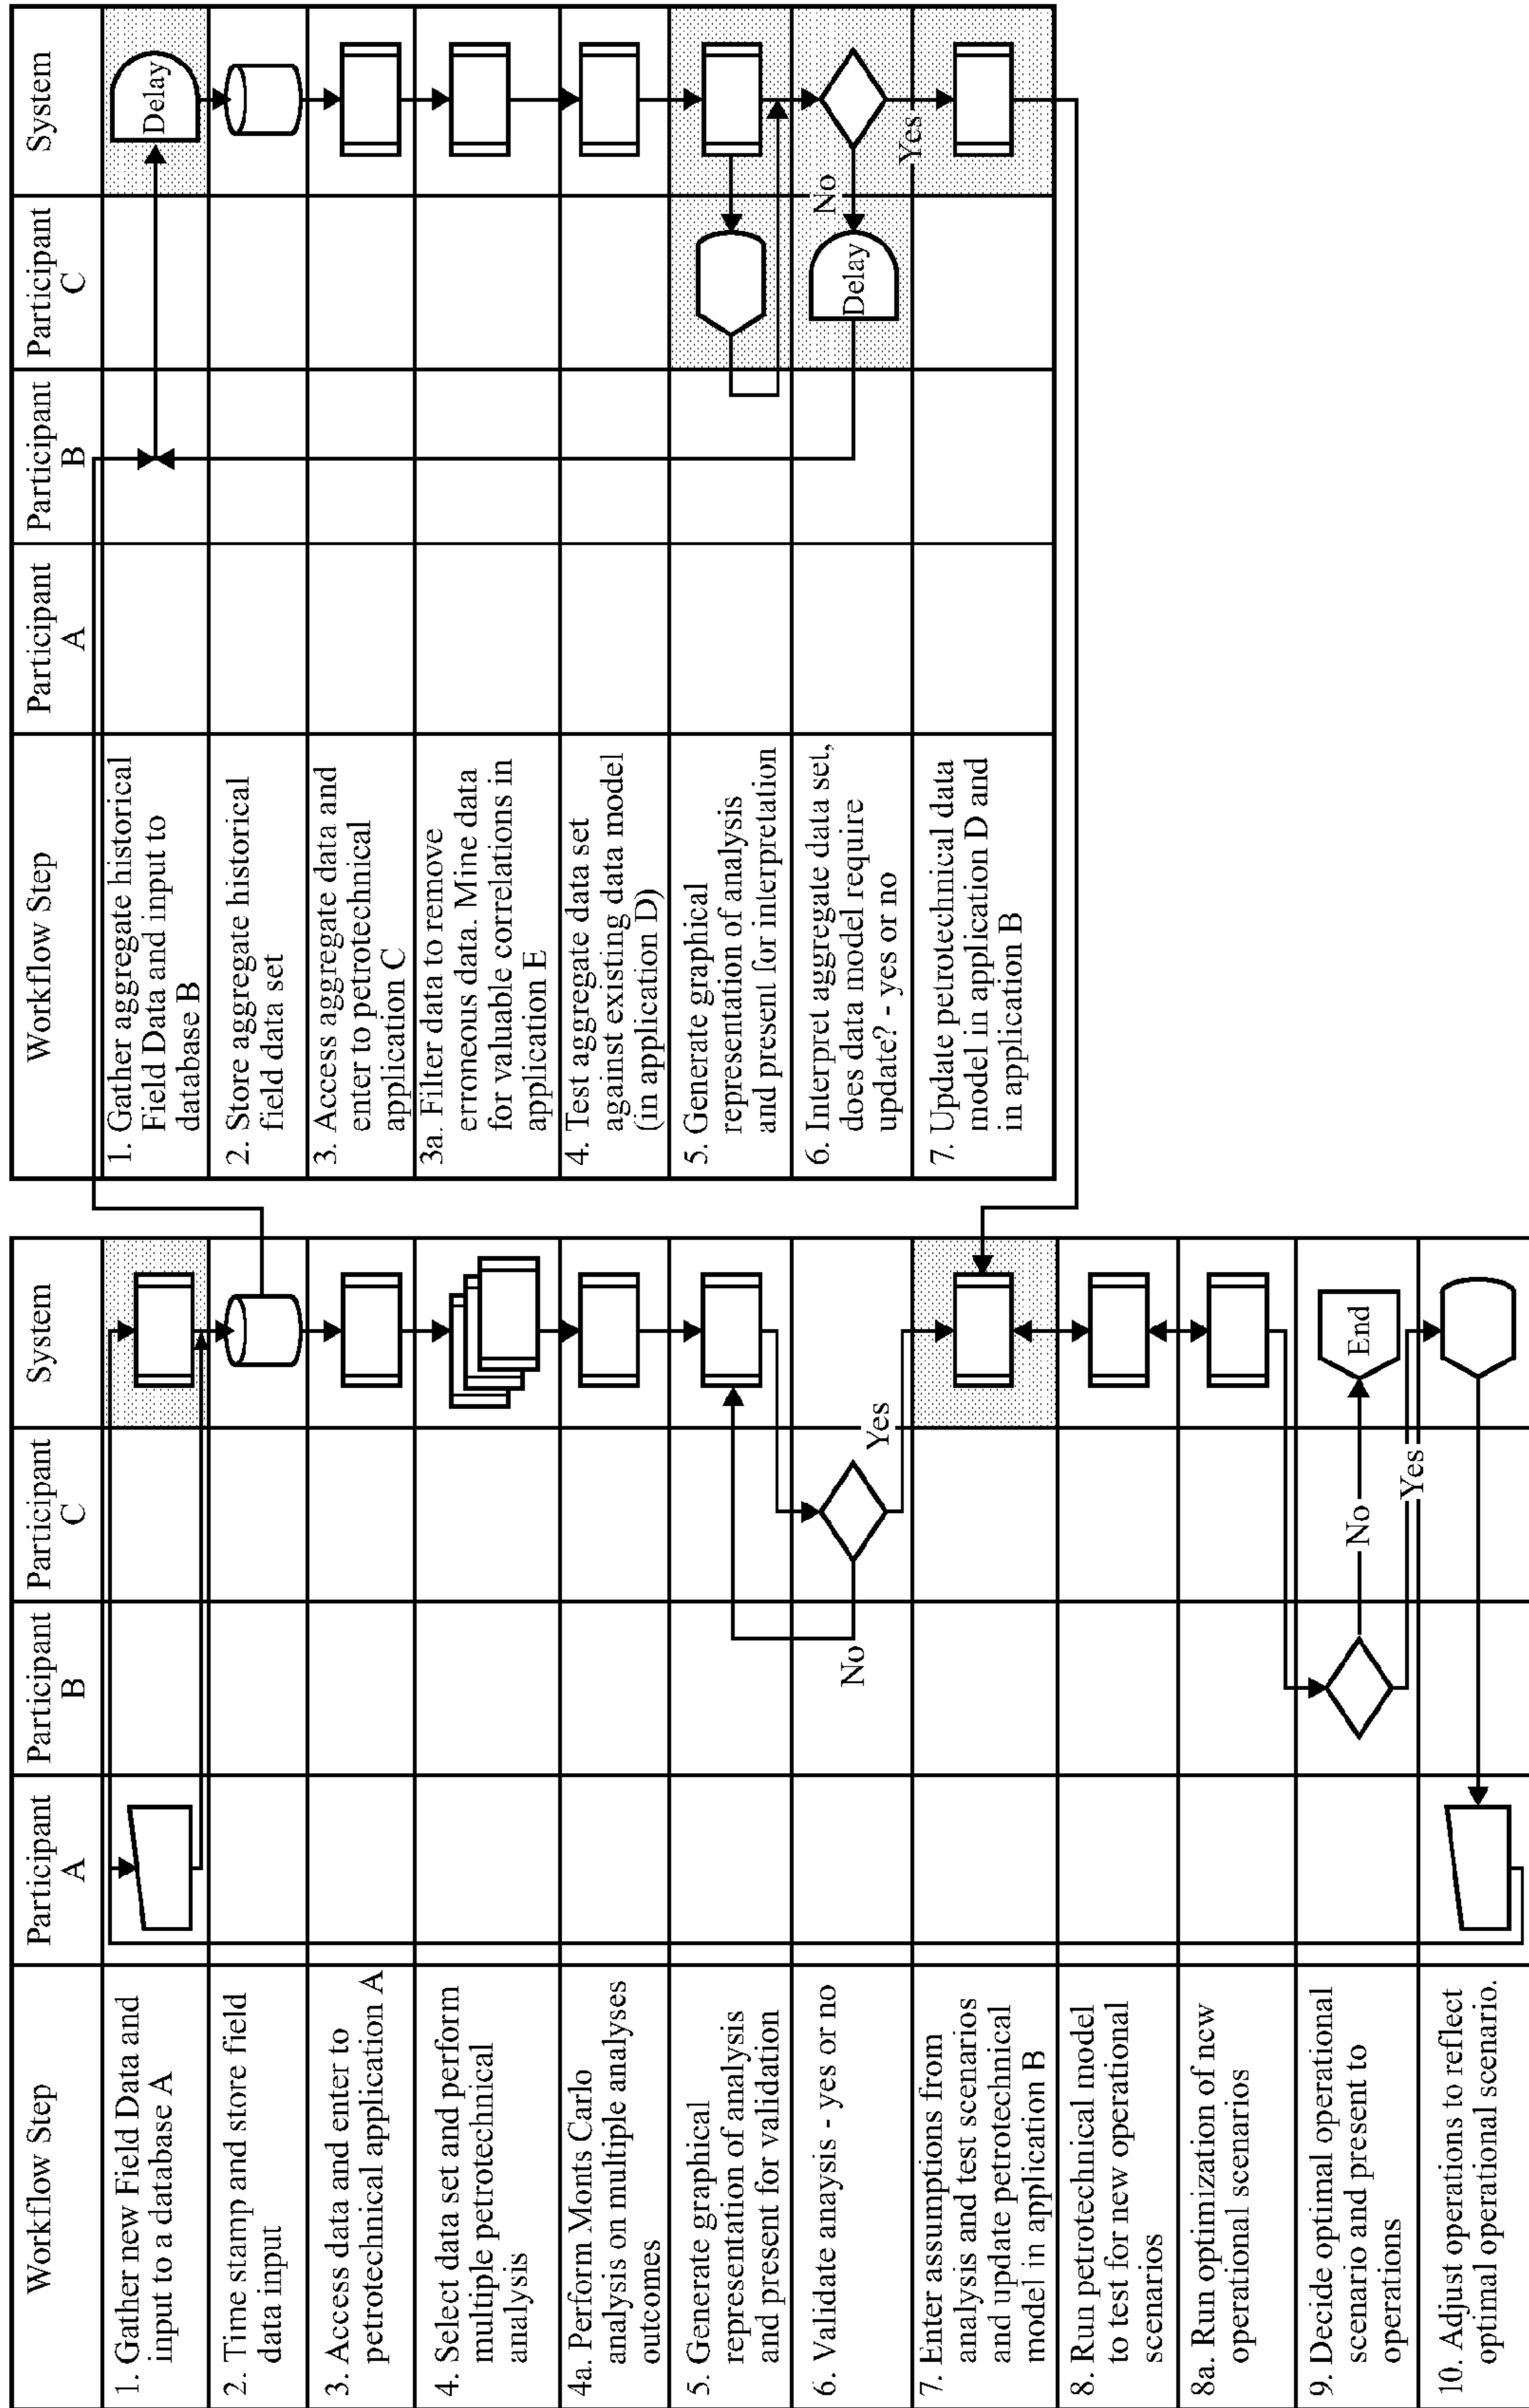 Workflow Step
Participant
A
Participant
B
Participant
C
System
1. Gather new Field Data and
input to a database A
2. Time stamp and store field
data input
3. Access data and enter to
petrotechnical application A
4. Select data set and perform
multiple petrotechnical
analysis
4a. Perform Monts Carlo
analysis on multiple analyses
outcomes
5. Generate graphical
representation of analysis
and present for validation
6. Validate anaysis - yes or no
No
Yes
7. Enter assumptions from
analysis and test scenarios
and update petrotechnical
model in application B
8. Run petrotechnical model
to test for new operational
scenarios
8a. Run optimization of new
operational scenarios
9. Decide optimal operational
scenario and present to
operations
No
End
Yes
10. Adjust operations to reflect
optimal operational scenario.
Workflow Step
Participant
A
Participant
B
Participant
C
System
1. Gather aggregate historical
Field Data and input to
database B
Delay
2. Store aggregate historical
field data set
3. Access aggregate data and
enter to petrotechnical
application C
3a. Filter data to remove
erroneous data. Mine data
for valuable correlations in
application E
4. Test aggregate data set
against existing data model
(in application D)
5. Generate graphical
representation of analysis
and present for interpretation
6. Interpret aggregate data set,
does data model require
update? - yes or no
Delay
No
Yes
7. Update petrotechnical data
model in application D and
in application B